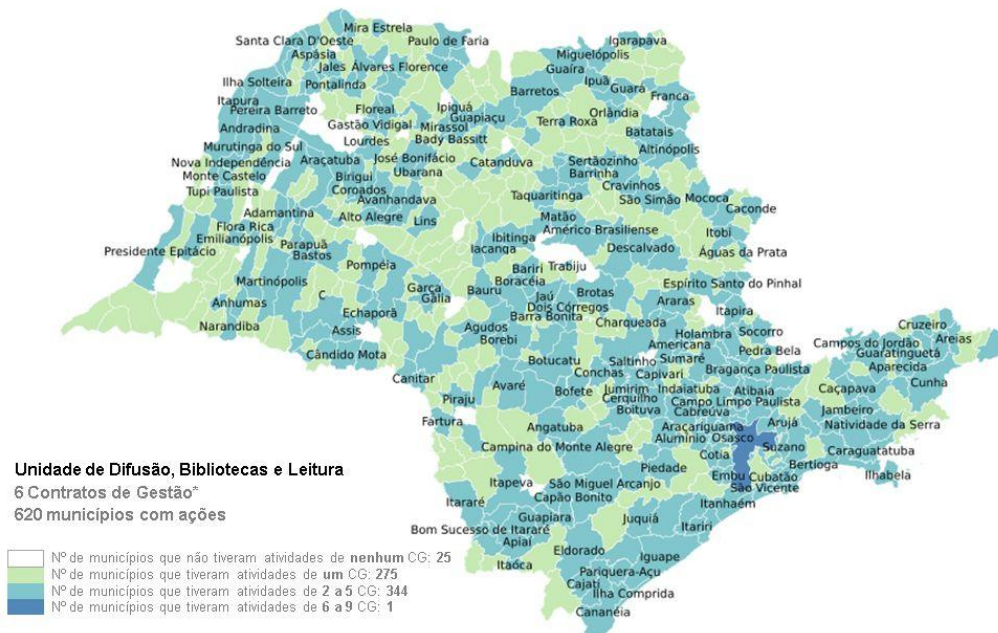 Mira Estrela
Igarapava
Santa Clara D'Oeste
Paulo de Faria
Miguelópolis
Aspásia
Guaíra
Jales Álvares Florence
Ipuã
Ilha Solteira
Pontalinda
Barretos
Guará
Franca
Itapura
Floreal
Ipiguá
Orlândia
Pereira Barreto
Guapiaçu
Terra Roxa
Gastão Vidigal
Mirassol
Andradina
Batatais
Lourdes
Bady Bassitt
Murutinga do Sul
Altinópolis
Nova Independência
Araçatuba
José Bonifácio
Catanduva
Sertãozinho
Monte Castelo
Birigui
Ubarana
Barrinha
Tupi Paulista
Coroados
Cravinhos
Avanhandava
Taquaritinga
São Simão
Mococa
Adamantina
Alto Alegre
Lins
Matão
Caconde
Flora Rica
Américo Brasiliense
Emilianópolis
Parapuã
Ibitinga
Itobi
Presidente Epitácio
Bastos
Iacanga
Descalvado
Águas da Prata
Pompéia
Bariri
Trabiju
Martinópolis
Garça
Boracéia
Espírito Santo do Pinhal
C
Gália
Bauru
Jaú
Brotas
Anhumas
Dois Córregos
Araras
Echaporã
Barra Bonita
Itapira
Narandiba
Assis
Agudos
Charqueada
Cruzeiro
Borebi
Holambra
Socorro
Areias
Cândido Mota
Americana
Campos do Jordão
Botucatu
Saltinho
Sumaré
Pedra Bela
Guaratinguetá
Canitar
Conchas
Capivari
Bragança Paulista
Aparecida
Avaré
Bofete
Jumirim
Indaiatuba
Atibaia
Caçapava
Cunha
Piraju
Cerquilho
Campo Limpo Paulista
Boituva
Cabreúva
Jambeiro
Fartura
Angatuba
Araçariguama
Arujá
Natividade da Serra
Campina do Monte Alegre
Alumínio
Osasco
Suzano
Caraguatatuba
Cotia
Unidade de Difusão, Bibliotecas e Leitura
Piedade
Bertioga
6 Contratos de Gestão*
Itapeva
São Miguel Arcanjo
Embu
Cubatão
Ilhabela
São Vicente
620 municípios com ações
Itararé
Capão Bonito
Itanhaém
Guapiara
Juquiá
Bom Sucesso de Itararé
Itariri
Apiaí
Eldorado
Iguape
Nº de municípios que não tiveram atividades de nenhum CG: 25
Itaóca
Pariquera-Açu
Nº de municípios que tiveram atividades de um CG: 275
Cajati
Nº de municípios que tiveram atividades de 2 a 5 CG: 344
Ilha Comprida
Nº de municípios que tiveram atividades de 6 a 9 CG: 1
Cananéia